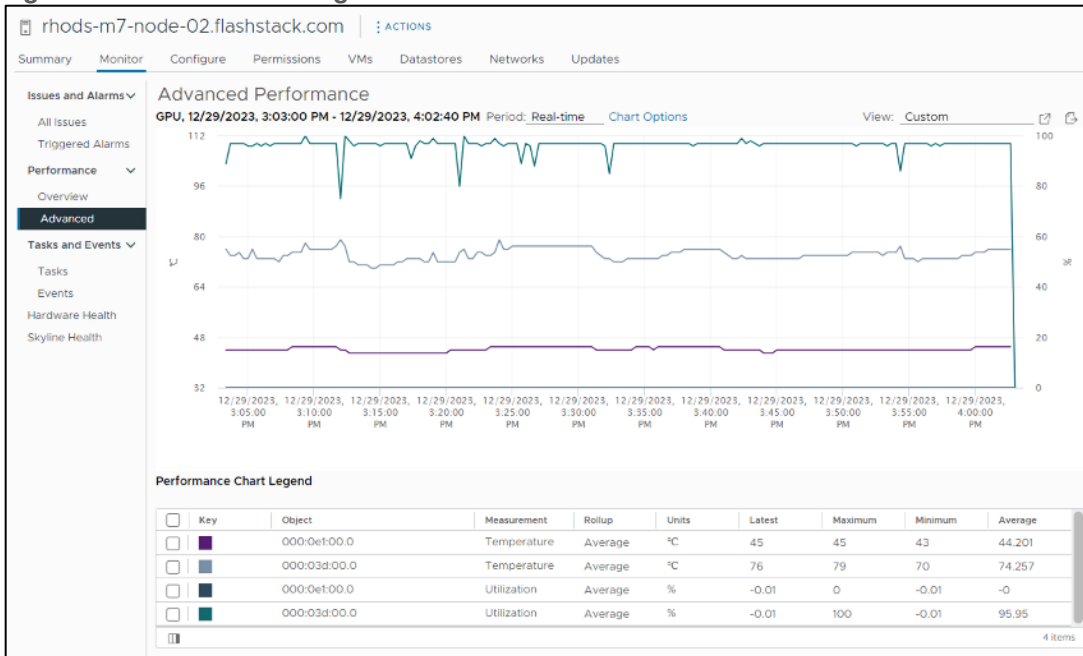 rhods-m7-node-02.flashstack.com ACTIONS
Summary Monitor Configure Permissions VMs Datastores Networks Updates
Issues and Alarms
All Issues
Triggered Alarms
Performance
Overview
Advanced
Tasks and Events
Tasks
Events
Hardware Health
Skyline Health
Advanced Performance
GPU, 12/29/2023, 3:03:00 PM - 12/29/2023, 4:02:40 PM Period: Real-time Chart Options View: Custom
112 100
96 80
80 60
°C %
64 40
48 20
32 0
12/29/2023, 12/29/2023, 12/29/2023, 12/29/2023, 12/29/2023, 12/29/2023, 12/29/2023, 12/29/2023, 12/29/2023, 12/29/2023, 12/29/2023, 12/29/2023,
3:05:00 3:10:00 3:15:00 3:20:00 3:25:00 3:30:00 3:35:00 3:40:00 3:45:00 3:50:00 3:55:00 4:00:00
PM PM PM PM PM PM PM PM PM PM PM PM
Performance Chart Legend
Key Object Measurement Rollup Units Latest Maximum Minimum Average
000:0e1:00.0 Temperature Average °C 45 45 43 44.201
000:03d:00.0 Temperature Average °C 76 79 70 74.257
000:0e1:00.0 Utilization Average % -0.01 0 -0.01 -0
000:03d:00.0 Utilization Average % -0.01 100 -0.01 95.95
4 items